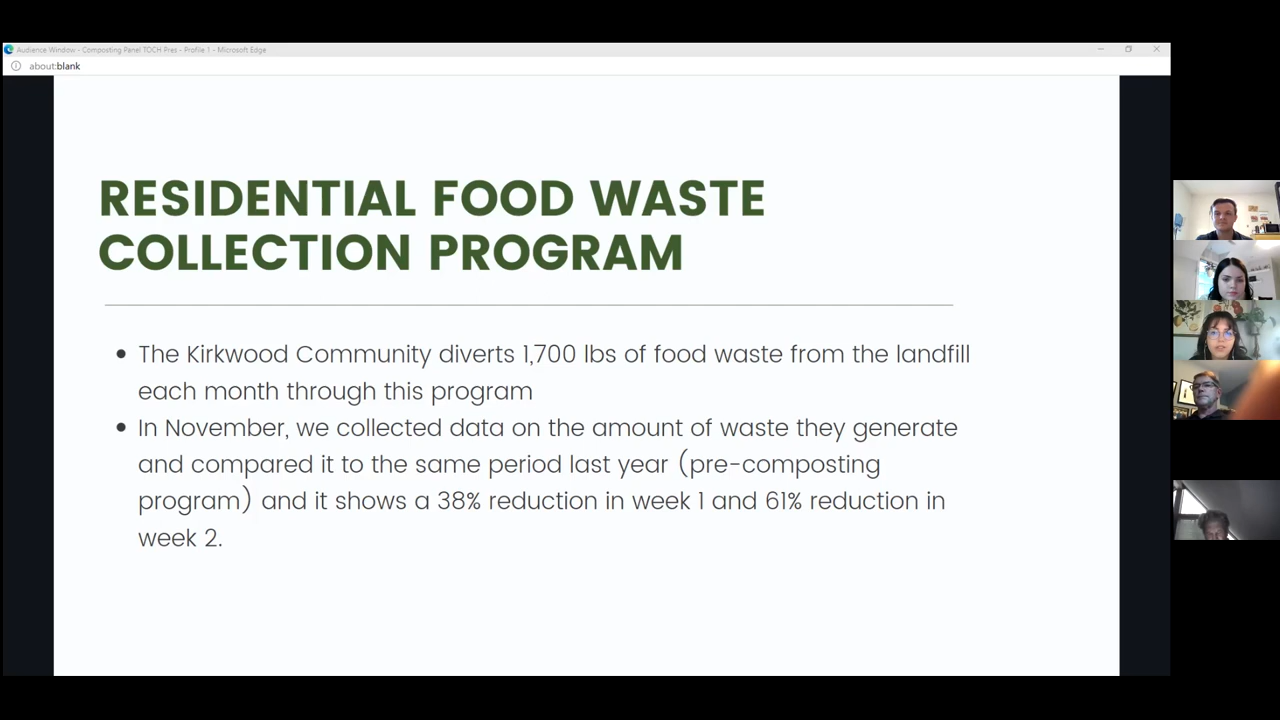 Audience Window - Composting Panel TOCH Pres - Profile 1 - Microsoft Edge
about:blank
RESIDENTIAL FOOD WASTE
COLLECTION PROGRAM
• The Kirkwood Community diverts 1,700 lbs of food waste from the landfill
each month through this program
• In November, we collected data on the amount of waste they generate
and compared it to the same period last year (pre-composting
program) and it shows a 38% reduction in week 1 and 61% reduction in
week 2.